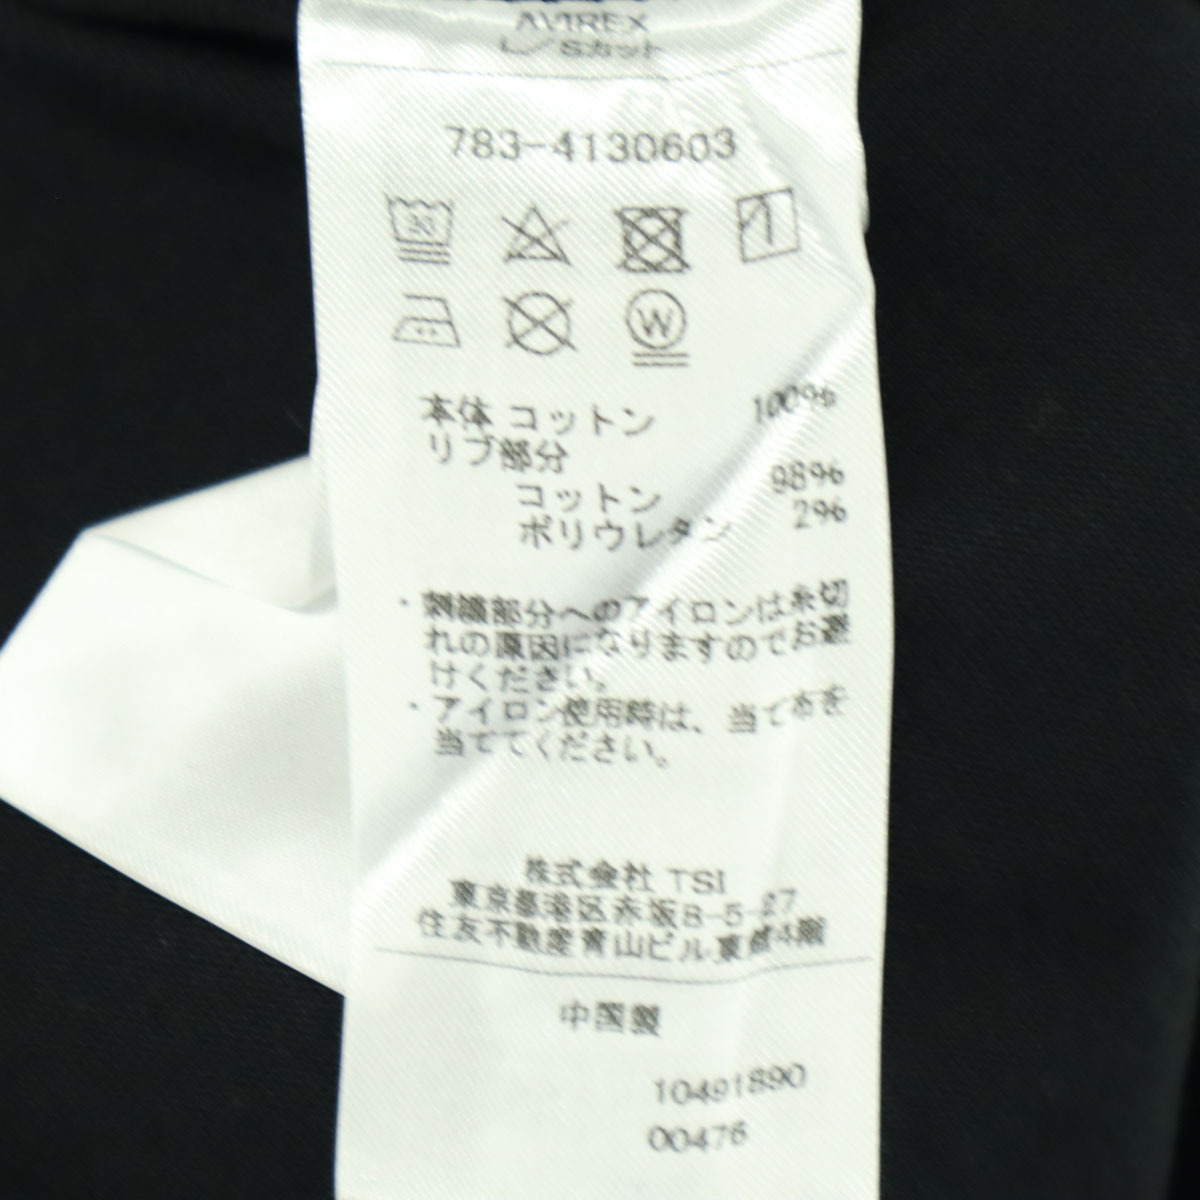 AVIREX
L/Sカット
783-4130603
W
本体 コットン 100%
リブ部分
コットン 98%
ポリウレタン 2%
・刺繍部分へのアイロンは糸切
れの原因になりますのでお避
けください。
・アイロン使用時は、当て布を
当ててください。
株式会社 TSI
東京都港区赤坂8-5-27
住友不動産青山ビル東館4階
中国製
10491890
00476